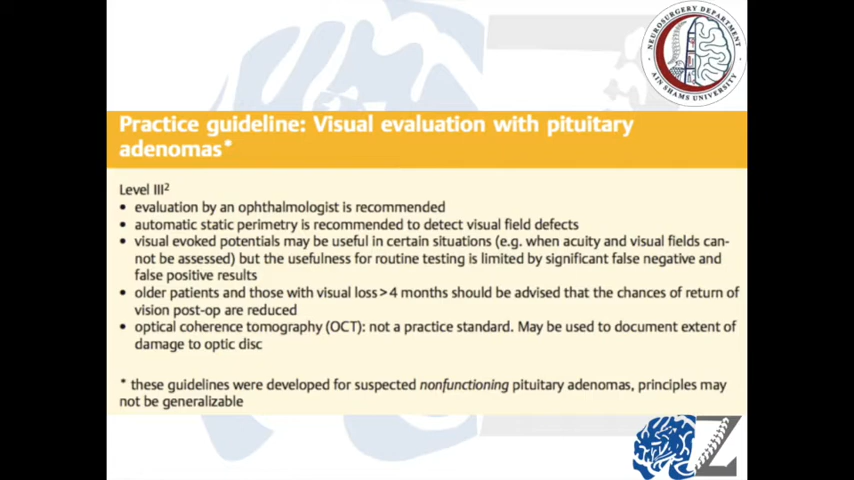 NEUROSURGERY DEPARTMENT
AIN SHAMS UNIVERSITY
Practice guideline: Visual evaluation with pituitary
adenomas*
Level III²
• evaluation by an ophthalmologist is recommended
• automatic static perimetry is recommended to detect visual field defects
• visual evoked potentials may be useful in certain situations (e.g. when acuity and visual fields can-
not be assessed) but the usefulness for routine testing is limited by significant false negative and
false positive results
• older patients and those with visual loss > 4 months should be advised that the chances of return of
vision post-op are reduced
• optical coherence tomography (OCT): not a practice standard. May be used to document extent of
damage to optic disc
* these guidelines were developed for suspected nonfunctioning pituitary adenomas, principles may
not be generalizable
Z